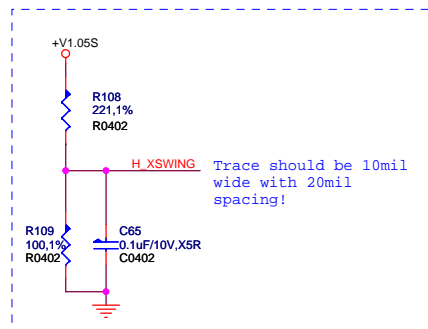 +V1.05S
R108
221,1%
R0402
H_XSWING
Trace should be 10mil
wide with 20mil
spacing!
R109
100,1%
R0402
C65
0.1uF/10V,X5R
C0402